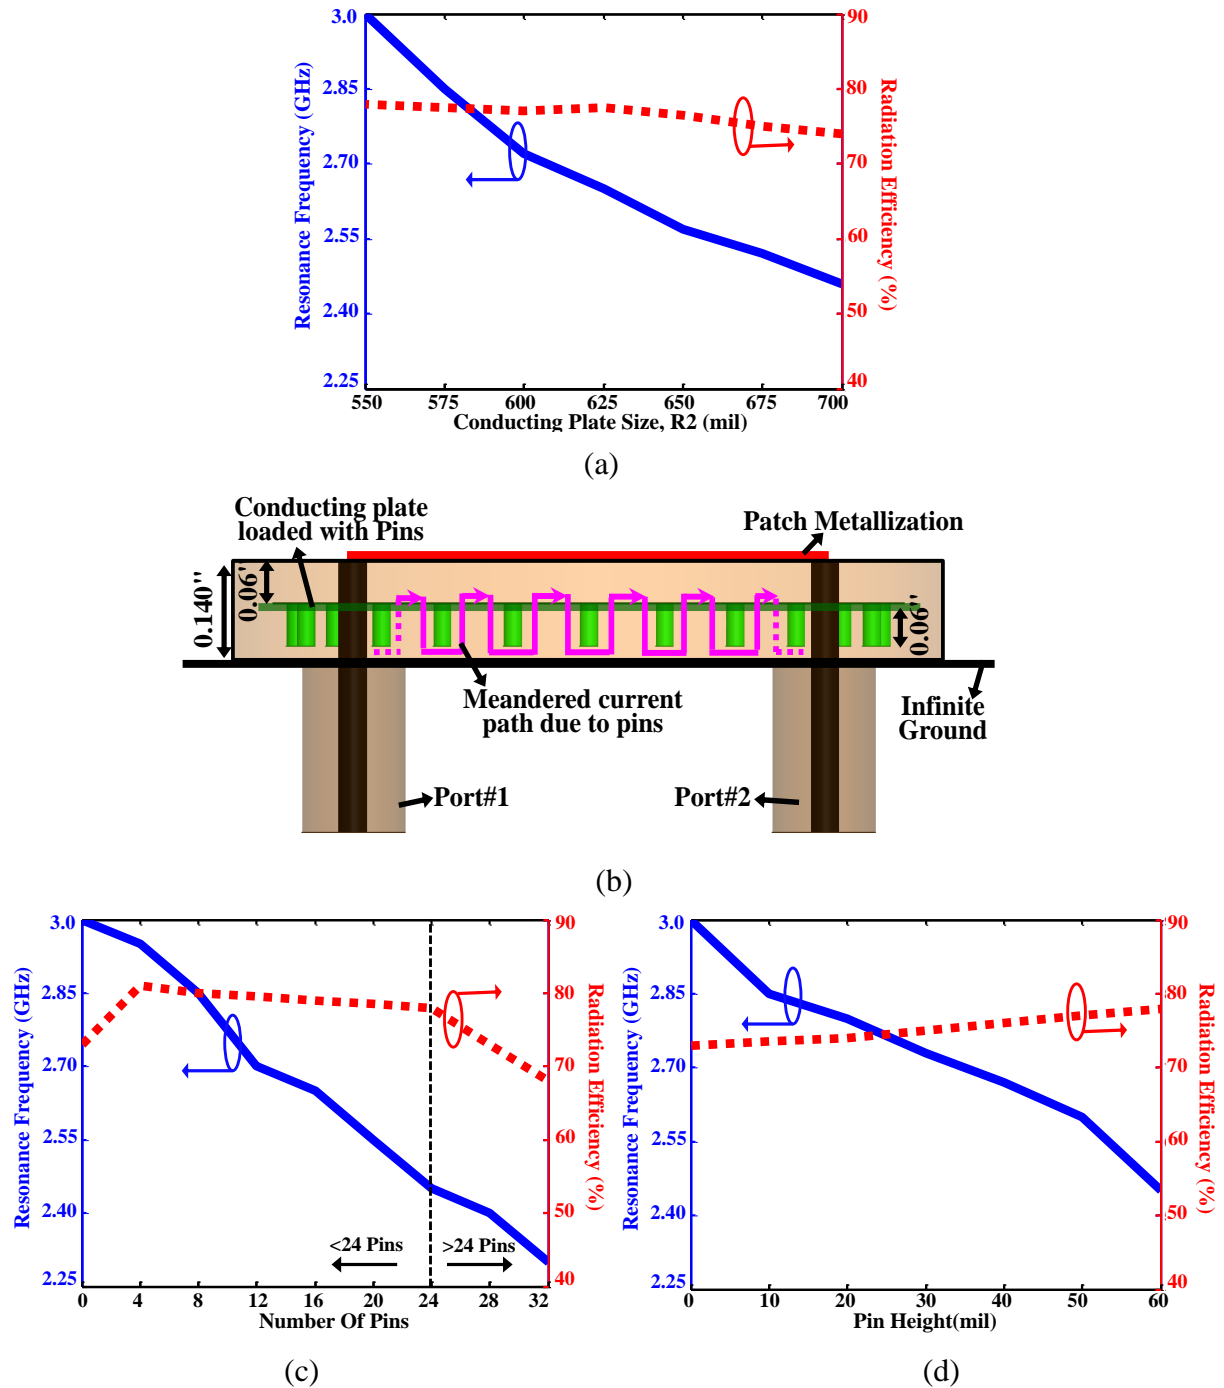 3.0
2.85
2.70
2.55
2.40
2.25
Resonance Frequency (GHz)
90
80
70
60
50
40
Radiation Efficiency (%)
550 575 600 625 650 675 700
Conducting Plate Size, R2 (mil)
(a)
Conducting plate
loaded with Pins
Patch Metallization
0.140"
0.06"
0.06"
Meandered current
path due to pins
Infinite
Ground
Port#1
Port#2
(b)
3.0
2.85
2.70
2.55
2.40
2.25
Resonance Frequency (GHz)
90
80
70
60
50
40
Radiation Efficiency (%)
<24 Pins
>24 Pins
0 4 8 12 16 20 24 28 32
Number Of Pins
(c)
3.0
2.85
2.70
2.55
2.40
2.25
Resonance Frequency (GHz)
90
80
70
60
50
40
Radiation Efficiency (%)
0 10 20 30 40 50 60
Pin Height(mil)
(d)